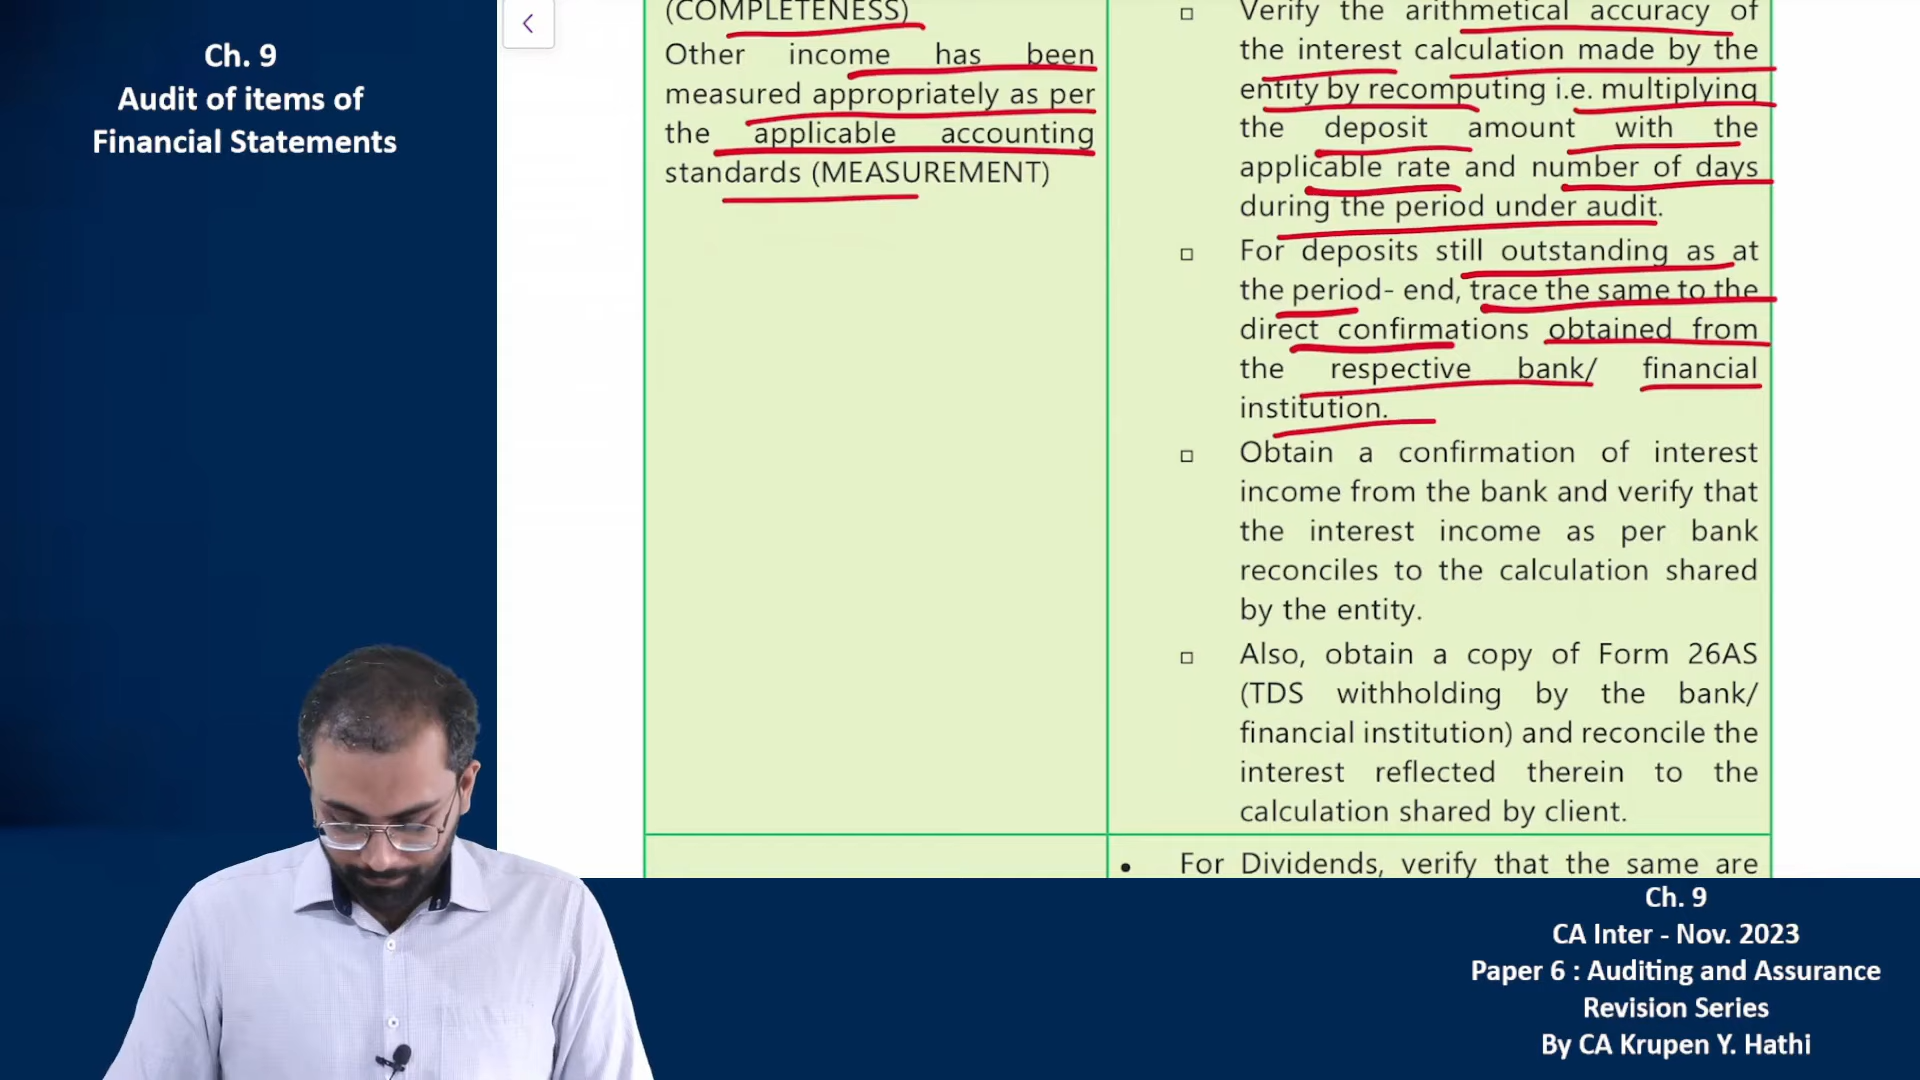 Ch. 9
Audit of items of
Financial Statements
(COMPLETENESS)
Other income has been
measured appropriately as per
the applicable accounting
standards (MEASUREMENT)
Verify the arithmetical accuracy of
the interest calculation made by the
entity by recomputing i.e. multiplying
the deposit amount with the
applicable rate and number of days
during the period under audit.
For deposits still outstanding as at
the period- end, trace the same to the
direct confirmations obtained from
the respective bank/ financial
institution.
Obtain a confirmation of interest
income from the bank and verify that
the interest income as per bank
reconciles to the calculation shared
by the entity.
Also, obtain a copy of Form 26AS
(TDS withholding by the bank/
financial institution) and reconcile the
interest reflected therein to the
calculation shared by client.
• For Dividends, verify that the same are
Ch. 9
CA Inter - Nov. 2023
Paper 6 : Auditing and Assurance
Revision Series
By CA Krupen Y. Hathi